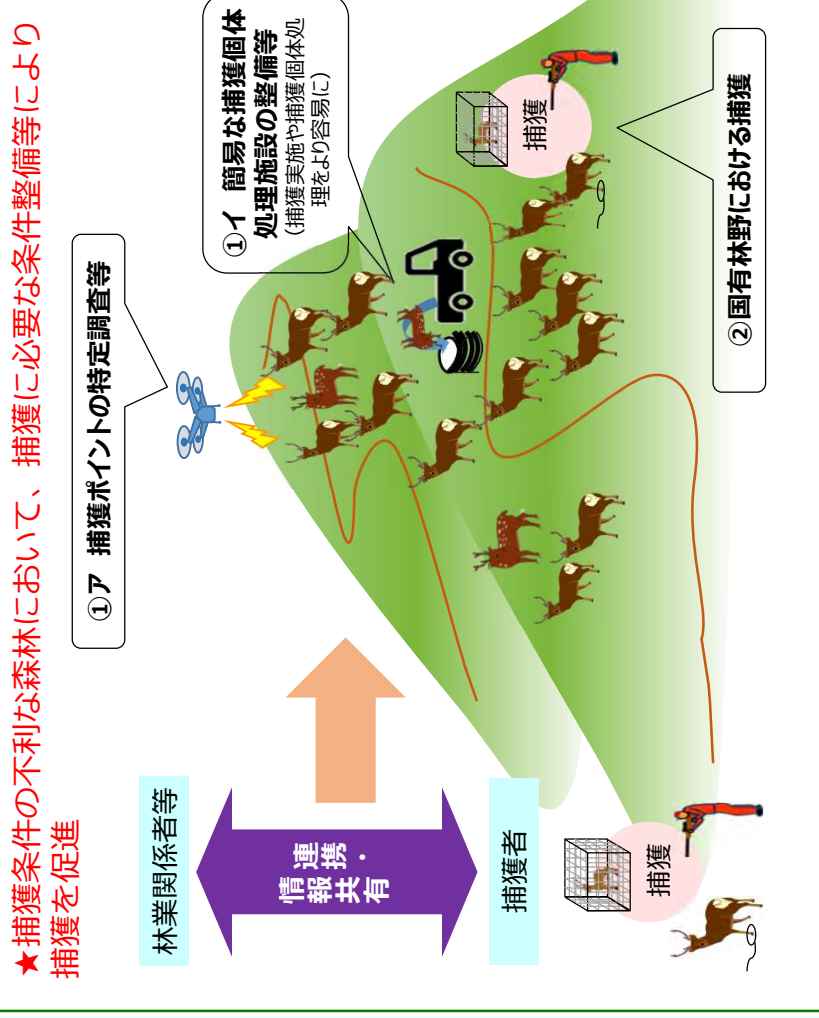 ★捕獲条件の不利な森林において、捕獲に必要な条件整備等により
捕獲を促進
①ア 捕獲ポイントの特定調査等
①イ 簡易な捕獲個体
処理施設の整備等
（捕獲実施や捕獲個体処
理をより容易に）
林業関係者等
連携・
情報共有
捕獲者
捕獲
捕獲
②国有林野における捕獲